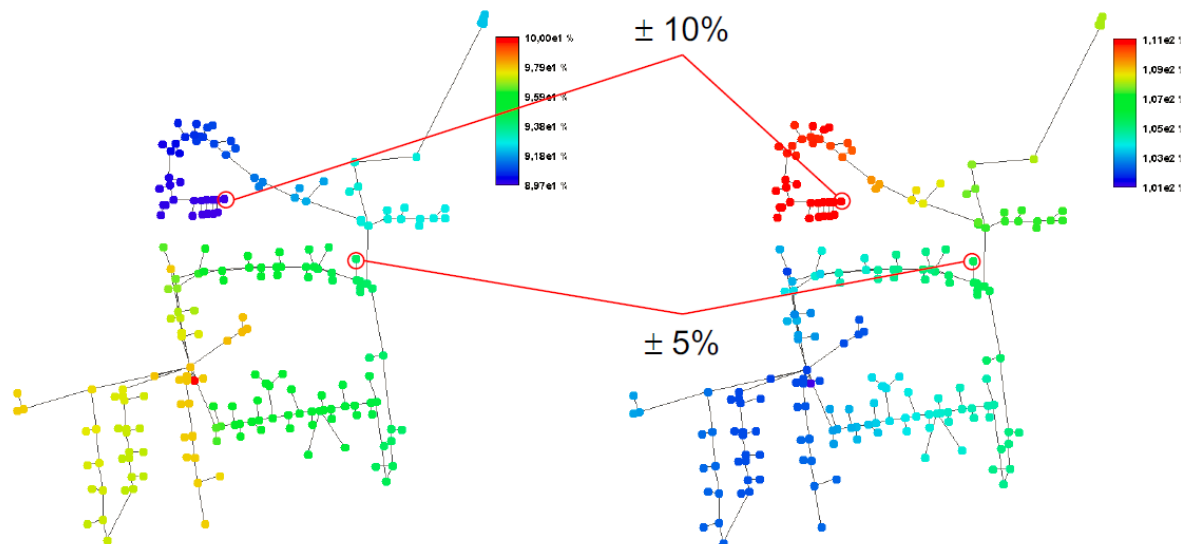 ± 10%
10,00e1 %
9,79e1 %
9,59e1 %
9,38e1 %
9,18e1 %
8,97e1 %
1,11e2 %
1,09e2 %
1,07e2 %
1,05e2 %
1,03e2 %
1,01e2 %
± 5%